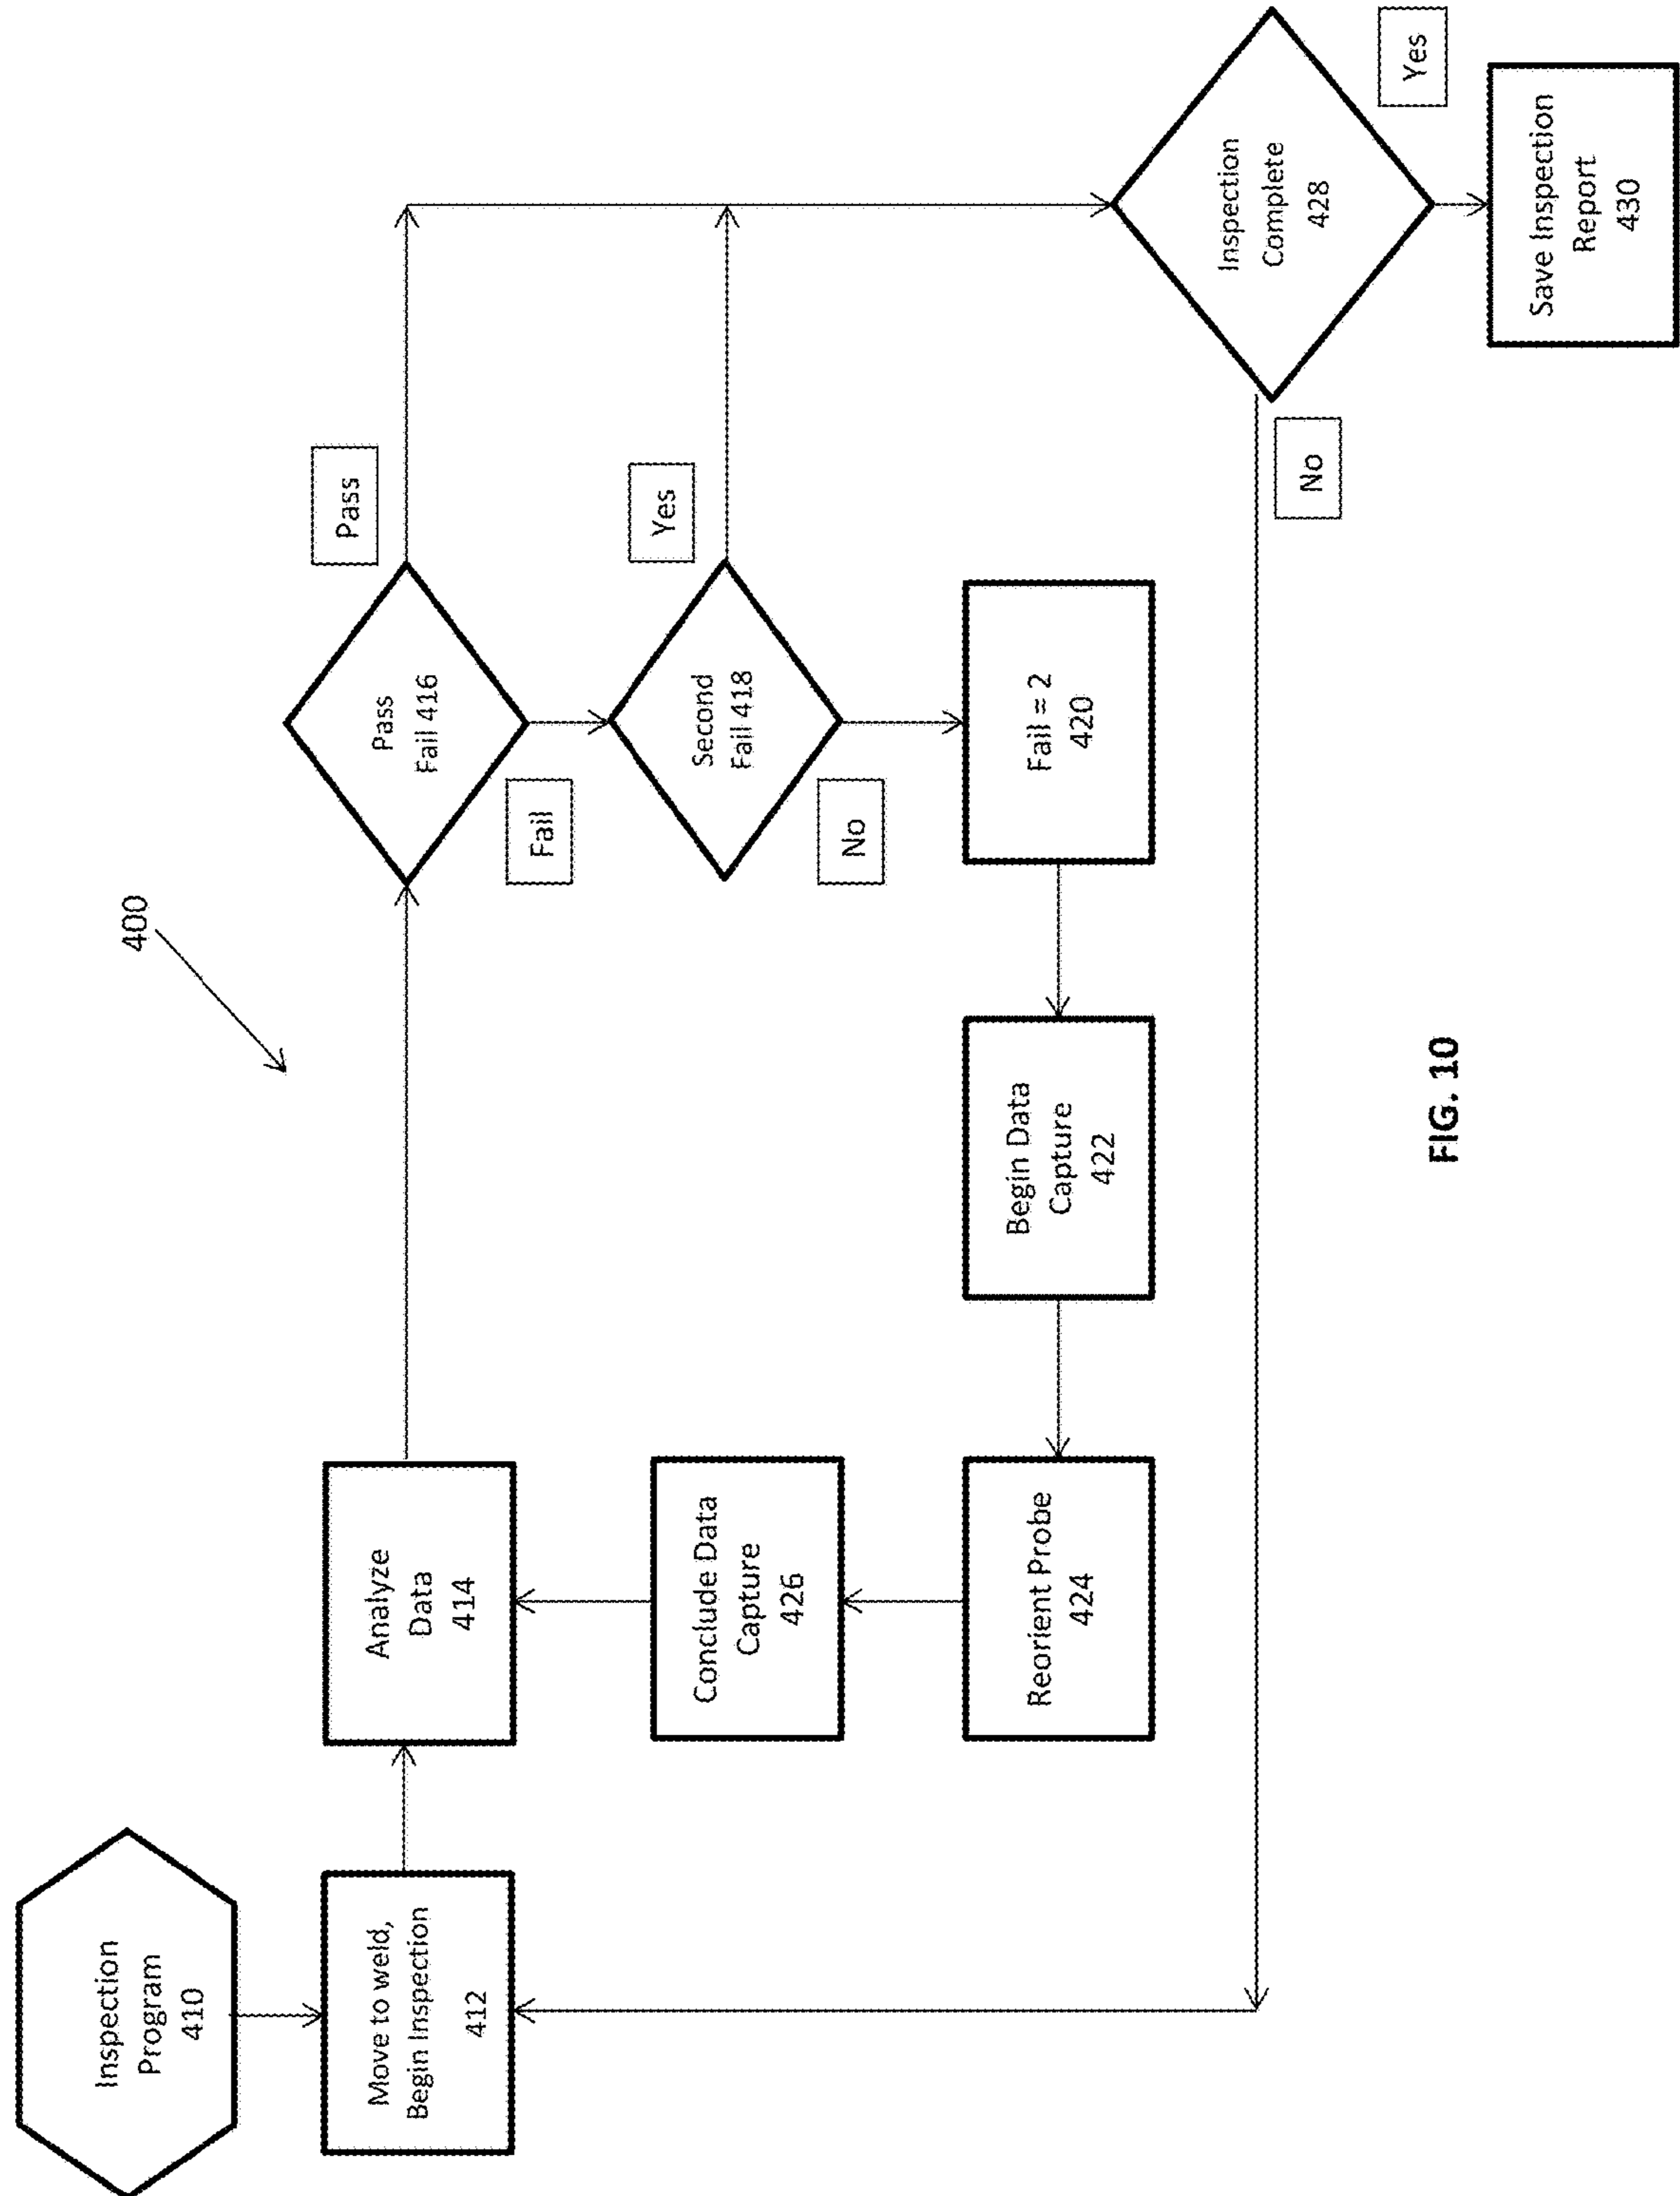 400
Inspection
Program
410
Move to weld,
Begin Inspection
412
Analyze
Data
414
Pass
Fail 416
Pass
Fail
Second
Fail 418
Yes
No
Fail = 2
420
Begin Data
Capture
422
Reorient Probe
424
Conclude Data
Capture
426
Inspection
Complete
428
No
Yes
Save Inspection
Report
430
FIG. 10